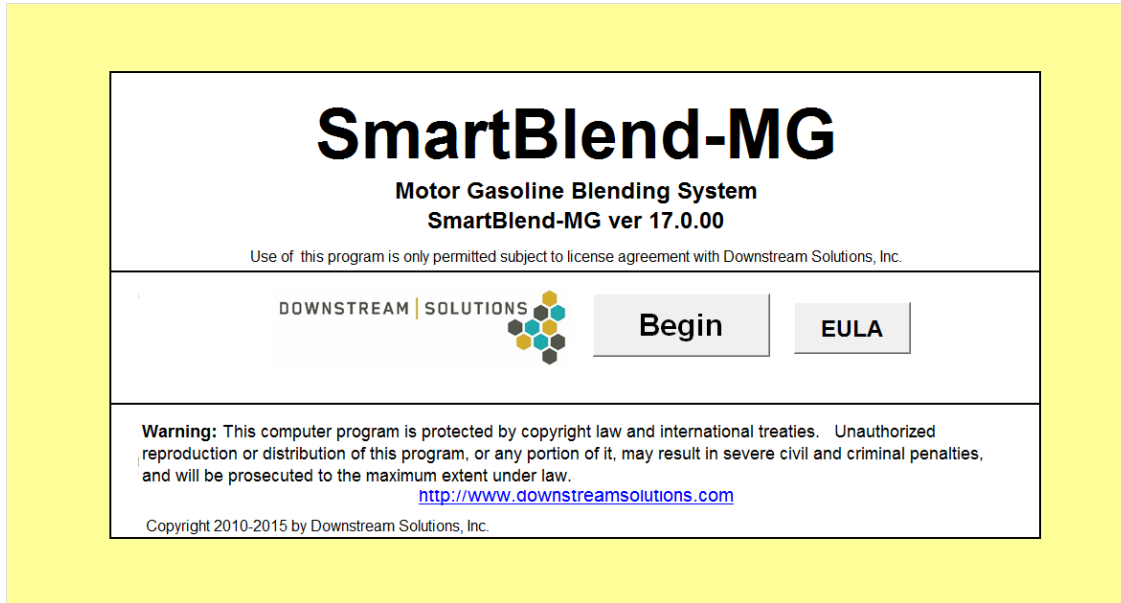 SmartBlend-MG
Motor Gasoline Blending System
SmartBlend-MG ver 17.0.00
Use of this program is only permitted subject to license agreement with Downstream Solutions, Inc.
DOWNSTREAM | SOLUTIONS
Begin
EULA
Warning: This computer program is protected by copyright law and international treaties. Unauthorized
reproduction or distribution of this program, or any portion of it, may result in severe civil and criminal penalties,
and will be prosecuted to the maximum extent under law.
http://www.downstreamsolutions.com
Copyright 2010-2015 by Downstream Solutions, Inc.